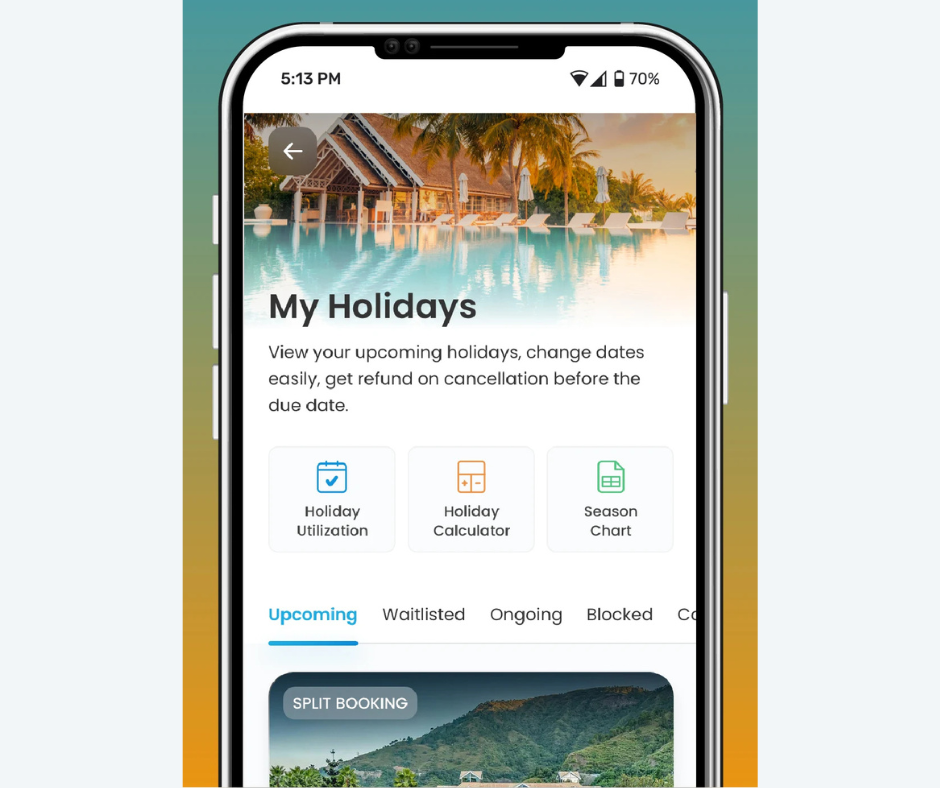 5:13 PM
70%
My Holidays
View your upcoming holidays, change dates
easily, get refund on cancellation before the
due date.
Holiday
Utilization
Holiday
Calculator
Season
Chart
Upcoming Waitlisted Ongoing Blocked
SPLIT BOOKING